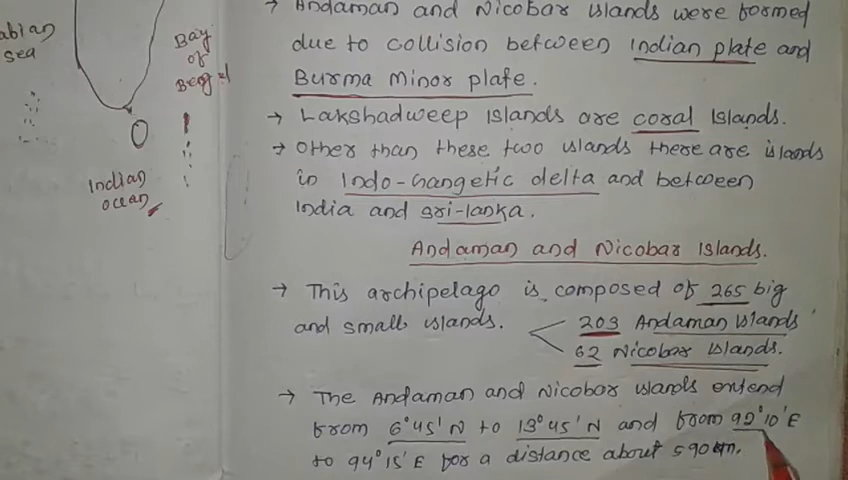 abian
sea
Bay
of
Beng l
Indian
ocean
→ Andaman and Nicobar islands were formed
due to collision between Indian plate and
Burma Minor plate.
→ Lakshadweep Islands are coral Islands.
→ Other than these two islands there are islands
in Indo-Gangetic delta and between
India and Sri-lanka.
Andaman and Nicobar Islands.
→ This archipelago is composed of 265 big
and small islands.
203 Andaman Islands
62 Nicobar Islands.
→ The Andaman and Nicobar islands extend
from 6°45'N to 13°45'N and from 92°10'E
to 94°15'E for a distance about 590km.